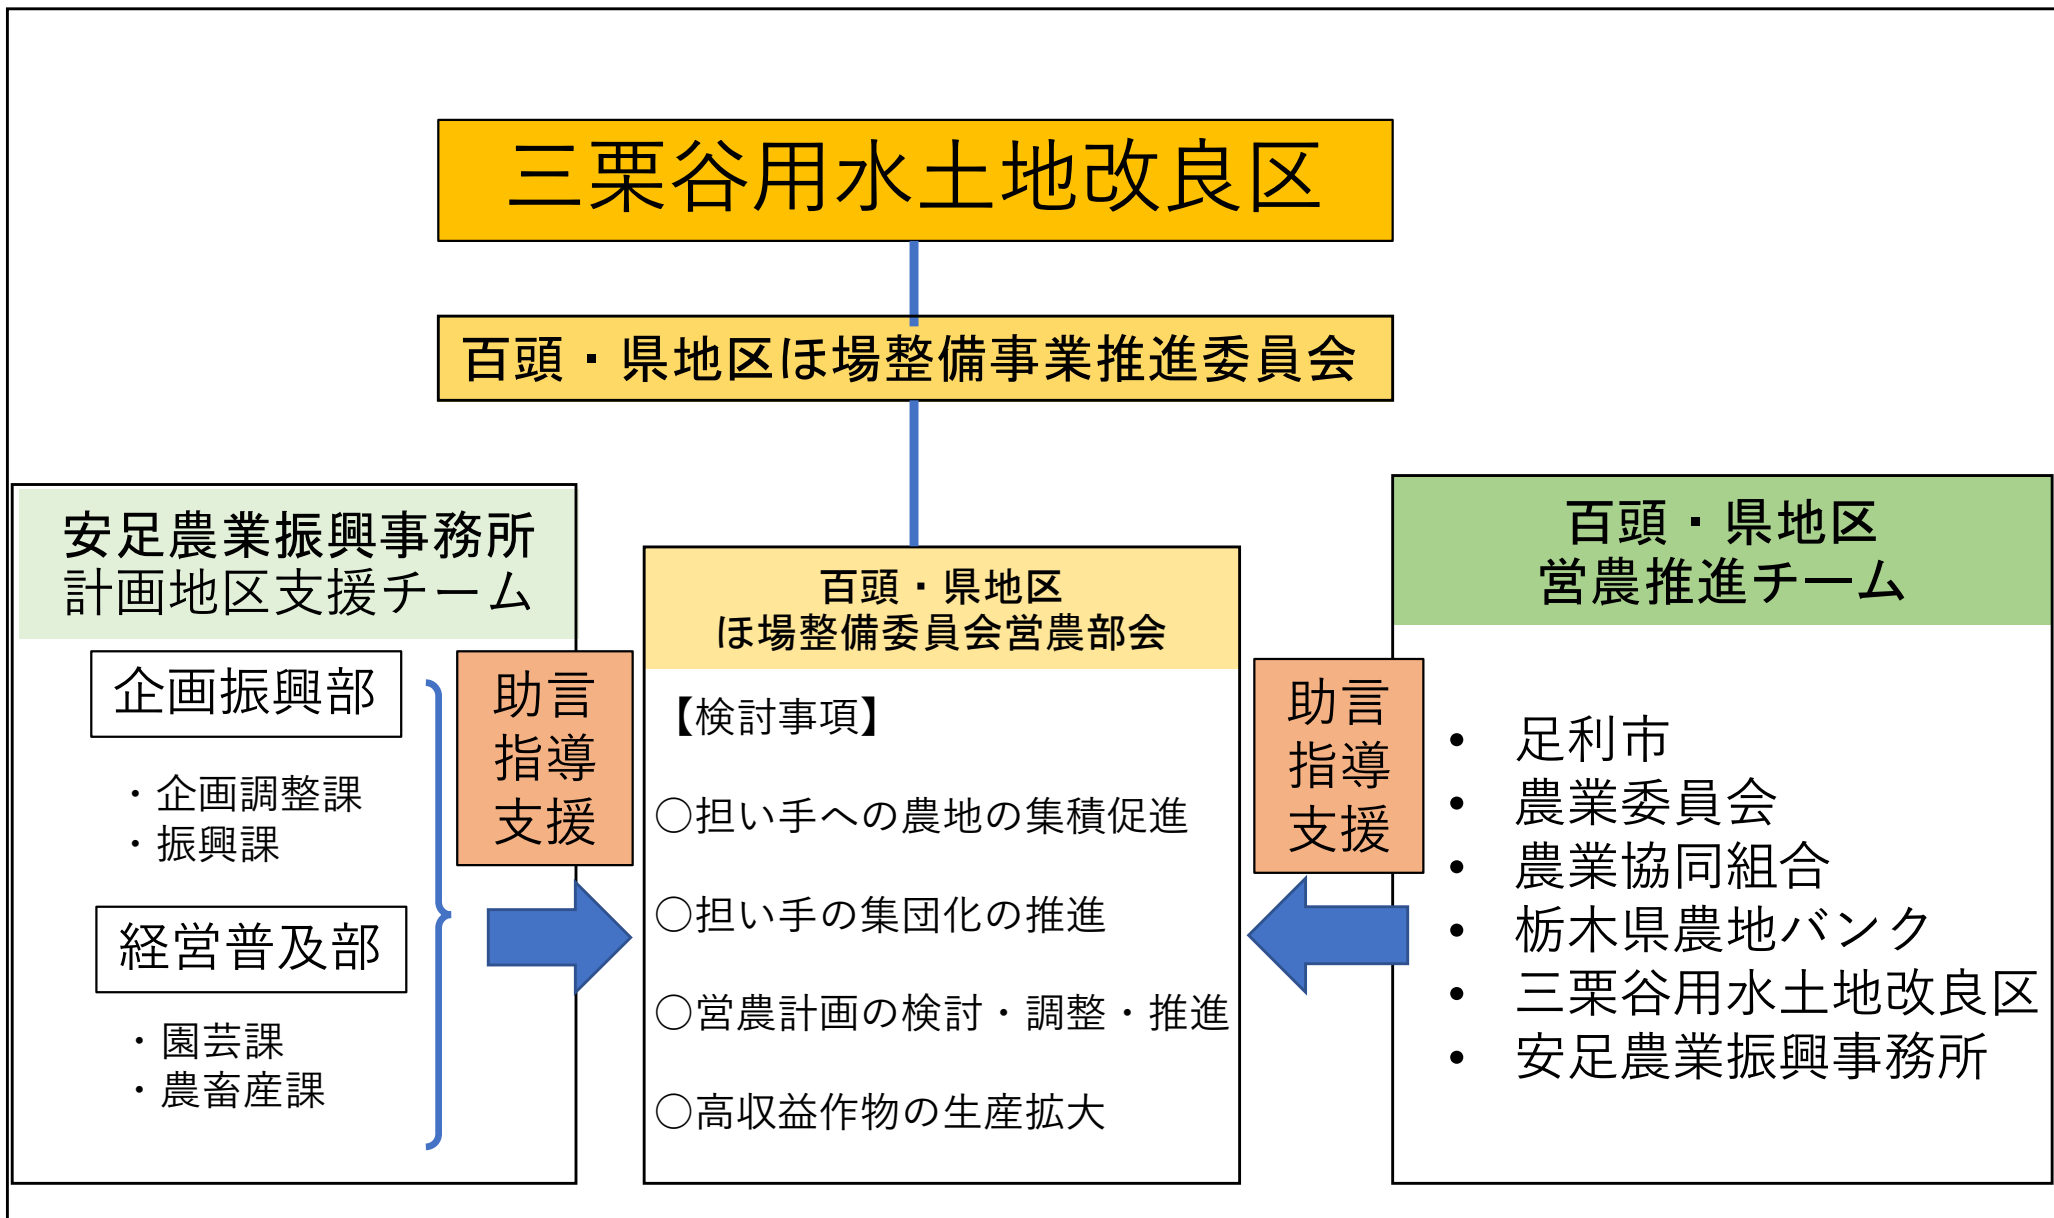 三栗谷用水土地改良区
百頭・県地区ほ場整備事業推進委員会
安足農業振興事務所
計画地区支援チーム
企画振興部
・企画調整課
・振興課
経営普及部
・園芸課
・農畜産課
助言
指導
支援
百頭・県地区
ほ場整備委員会営農部会
【検討事項】
○担い手への農地の集積促進
○担い手の集団化の推進
○営農計画の検討・調整・推進
○高収益作物の生産拡大
助言
指導
支援
百頭・県地区
営農推進チーム
• 足利市
• 農業委員会
• 農業協同組合
• 栃木県農地バンク
• 三栗谷用水土地改良区
• 安足農業振興事務所